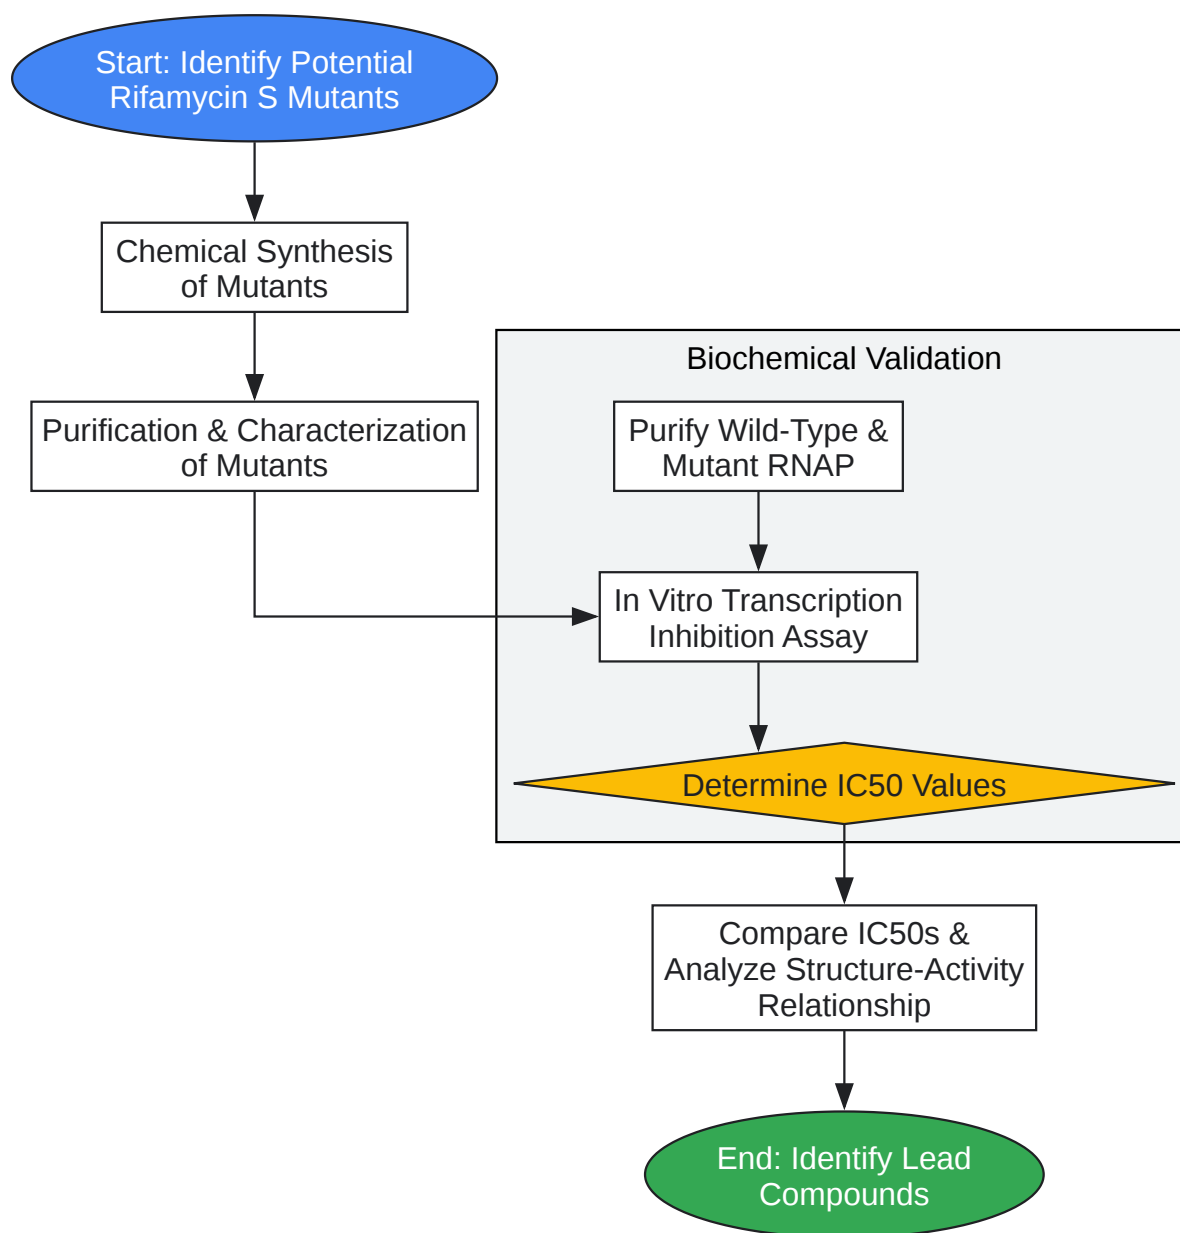 Start: Identify Potential
Rifamycin S Mutants
Chemical Synthesis
of Mutants
Purification & Characterization
of Mutants
Biochemical Validation
Purify Wild-Type &
Mutant RNAP
In Vitro Transcription
Inhibition Assay
Determine IC50 Values
Compare IC50s &
Analyze Structure-Activity
Relationship
End: Identify Lead
Compounds